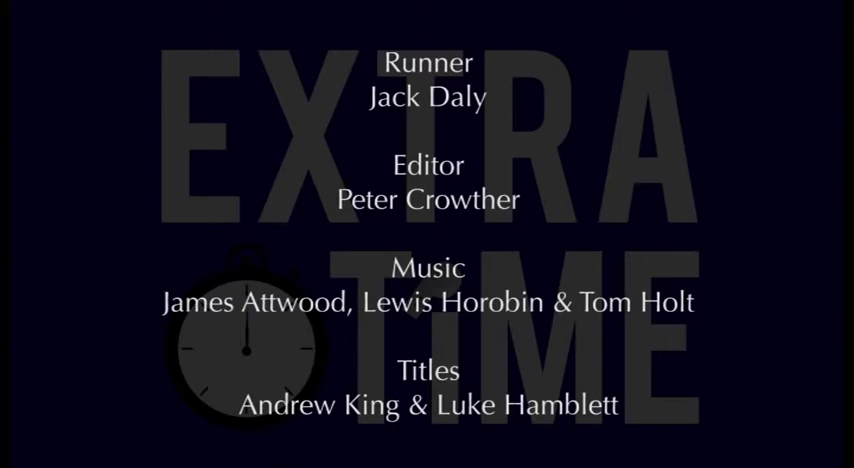 EXTRA
TiME
Runner
Jack Daly
Editor
Peter Crowther
Music
James Attwood, Lewis Horobin & Tom Holt
Titles
Andrew King & Luke Hamblett